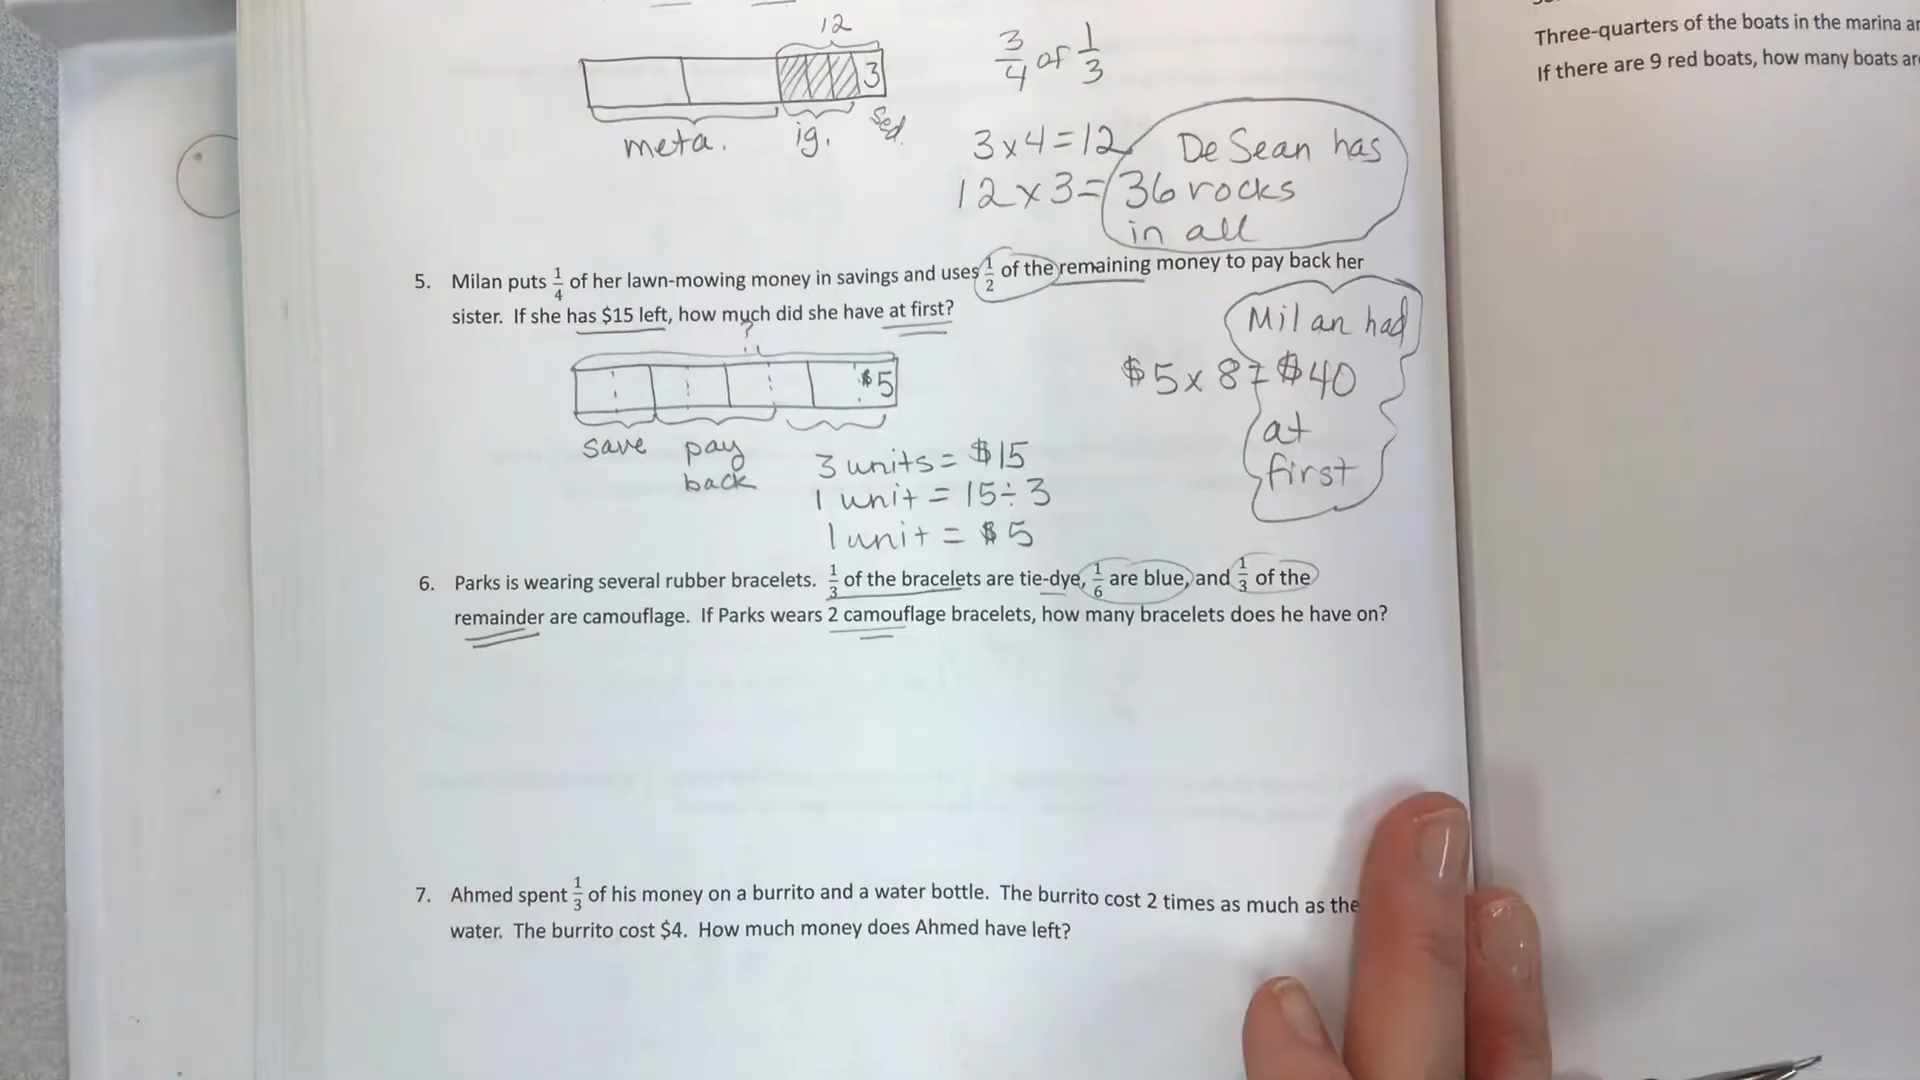 12
3
meta. ig. Sed.
3/4 of 1/3
3 x 4 = 12
12 x 3 = 36 rocks
De Sean has
in all
5. Milan puts 1/4 of her lawn-mowing money in savings and uses 1/2 of the remaining money to pay back her
sister. If she has $15 left, how much did she have at first?
?
$5
save pay
back
3 units = $15
1 unit = 15 ÷ 3
1 unit = $5
Milan had
$5 x 8 = $40
at
first
6. Parks is wearing several rubber bracelets. 1/3 of the bracelets are tie-dye, 1/6 are blue, and 1/3 of the
remainder are camouflage. If Parks wears 2 camouflage bracelets, how many bracelets does he have on?
7. Ahmed spent 1/3 of his money on a burrito and a water bottle. The burrito cost 2 times as much as the
water. The burrito cost $4. How much money does Ahmed have left?
Three-quarters of the boats in the marina
If there are 9 red boats, how many boats